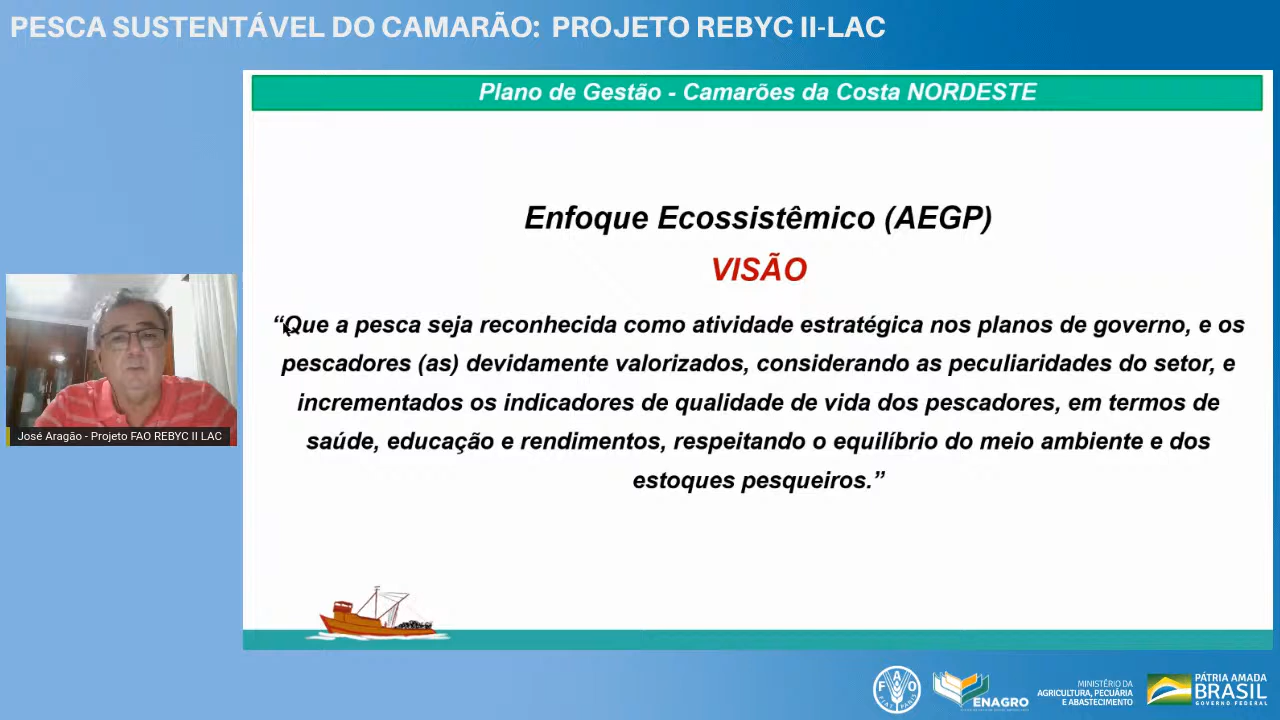 PESCA SUSTENTÁVEL DO CAMARÃO: PROJETO REBYC II-LAC
Plano de Gestão - Camarões da Costa NORDESTE
Enfoque Ecossistêmico (AEGP)
VISÃO
“Que a pesca seja reconhecida como atividade estratégica nos planos de governo, e os
pescadores (as) devidamente valorizados, considerando as peculiaridades do setor, e
incrementados os indicadores de qualidade de vida dos pescadores, em termos de
saúde, educação e rendimentos, respeitando o equilíbrio do meio ambiente e dos
estoques pesqueiros.”
José Aragão - Projeto FAO REBYC II LAC
F A O
FIAT PANIS
ENAGRO
MINISTÉRIO DA
AGRICULTURA, PECUÁRIA
E ABASTECIMENTO
PÁTRIA AMADA
BRASIL
GOVERNO FEDERAL